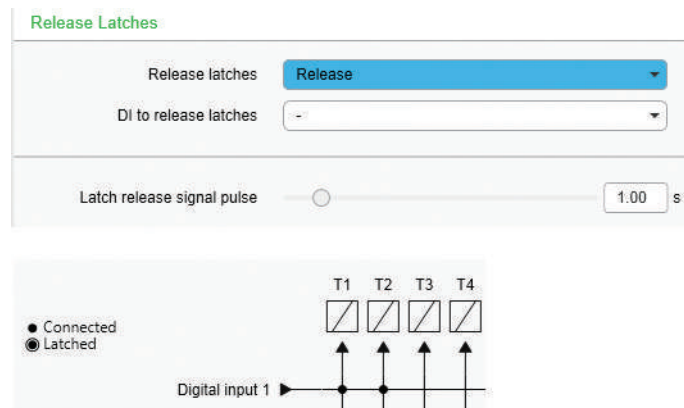 Release Latches
Release latches Release
DI to release latches -
Latch release signal pulse 1.00 s
T1 T2 T3 T4
Connected
Latched
Digital input 1